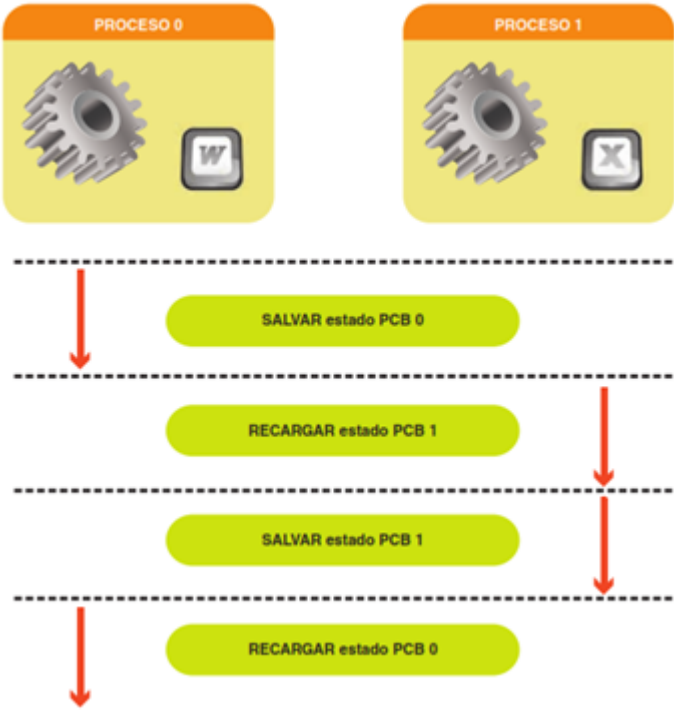 PROCESO 0
PROCESO 1
W
X
SALVAR estado PCB 0
RECARGAR estado PCB 1
SALVAR estado PCB 1
RECARGAR estado PCB 0